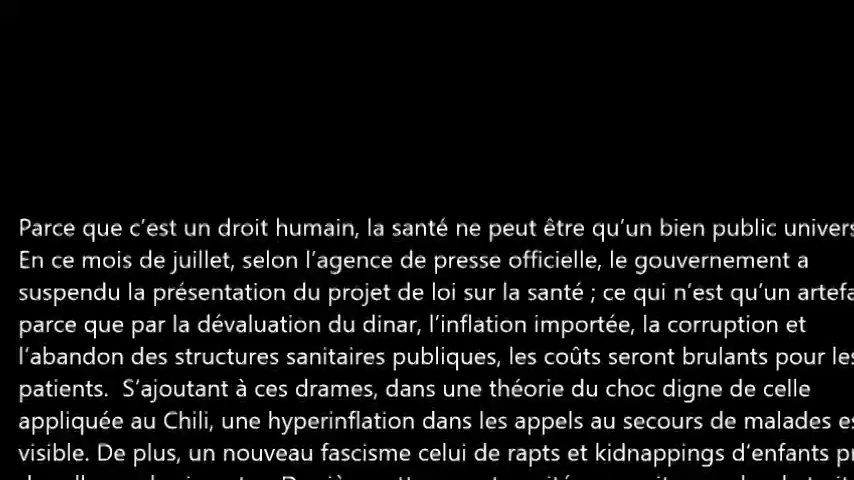 Parce que c’est un droit humain, la santé ne peut être qu’un bien public univers
En ce mois de juillet, selon l’agence de presse officielle, le gouvernement a
suspendu la présentation du projet de loi sur la santé ; ce qui n’est qu’un artefa
parce que par la dévaluation du dinar, l’inflation importée, la corruption et
l’abandon des structures sanitaires publiques, les coûts seront brulants pour les
patients.  S’ajoutant à ces drames, dans une théorie du choc digne de celle
appliquée au Chili, une hyperinflation dans les appels au secours de malades es
visible. De plus, un nouveau fascisme celui de rapts et kidnappings d’enfants pr